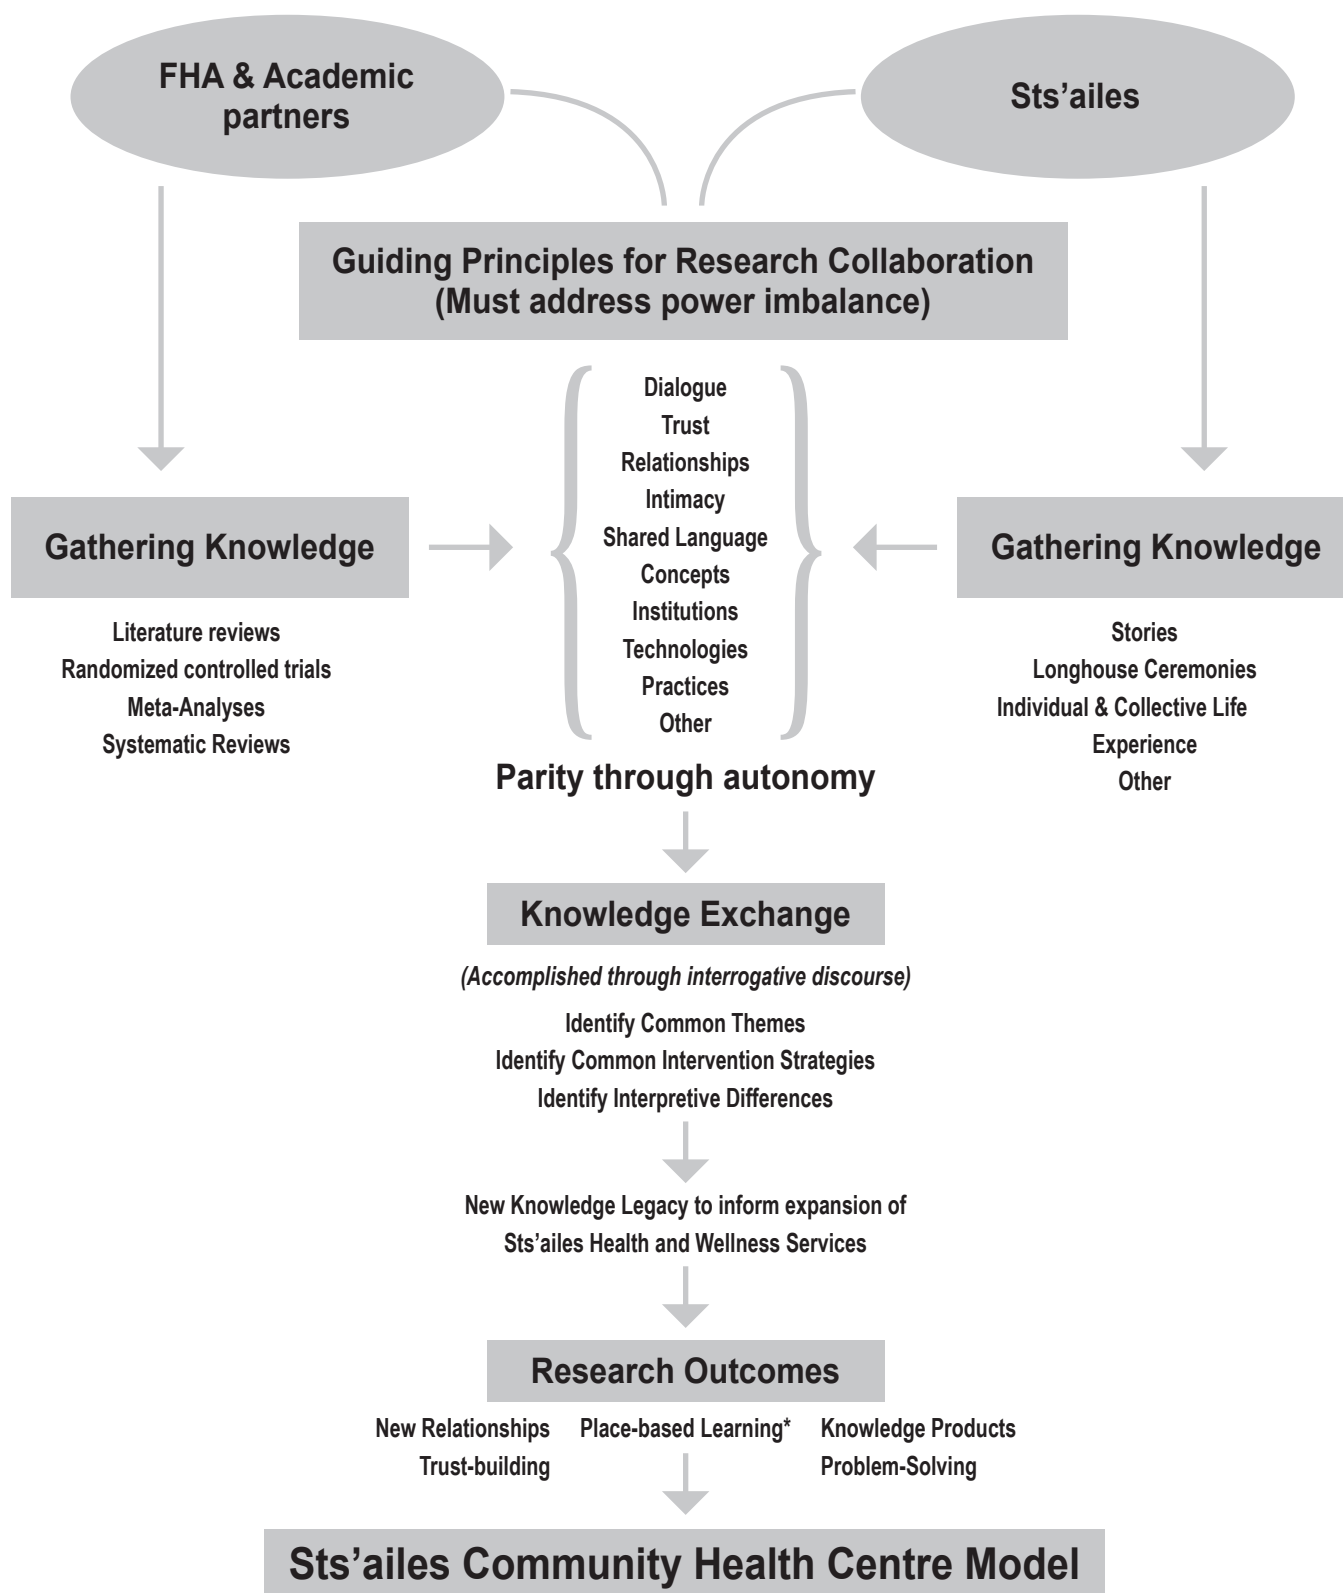 FHA & Academic
partners
Sts’ailes
Guiding Principles for Research Collaboration
(Must address power imbalance)
Dialogue
Trust
Relationships
Intimacy
Shared Language
Concepts
Institutions
Technologies
Practices
Other
Gathering Knowledge
Literature reviews
Randomized controlled trials
Meta-Analyses
Systematic Reviews
Gathering Knowledge
Stories
Longhouse Ceremonies
Individual & Collective Life
Experience
Other
Parity through autonomy
Knowledge Exchange
(Accomplished through interrogative discourse)
Identify Common Themes
Identify Common Intervention Strategies
Identify Interpretive Differences
New Knowledge Legacy to inform expansion of
Sts’ailes Health and Wellness Services
Research Outcomes
New Relationships
Trust-building
Place-based Learning*
Knowledge Products
Problem-Solving
Sts’ailes Community Health Centre Model